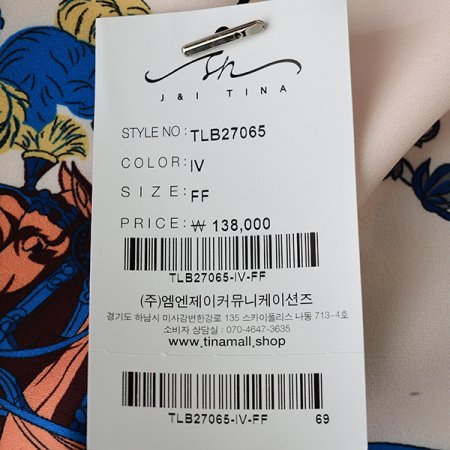 J & I TINA
STYLE NO: TLB27065
COLOR: IV
SIZE: FF
PRICE: ₩ 138,000
TLB27065-IV-FF
(주)엠엔제이커뮤니케이션즈
경기도 하남시 미사강변한강로 135 스카이폴리스 나동 713-4호
소비자 상담실 : 070-4647-3635
www.tinamall.shop
TLB27065-IV-FF 69